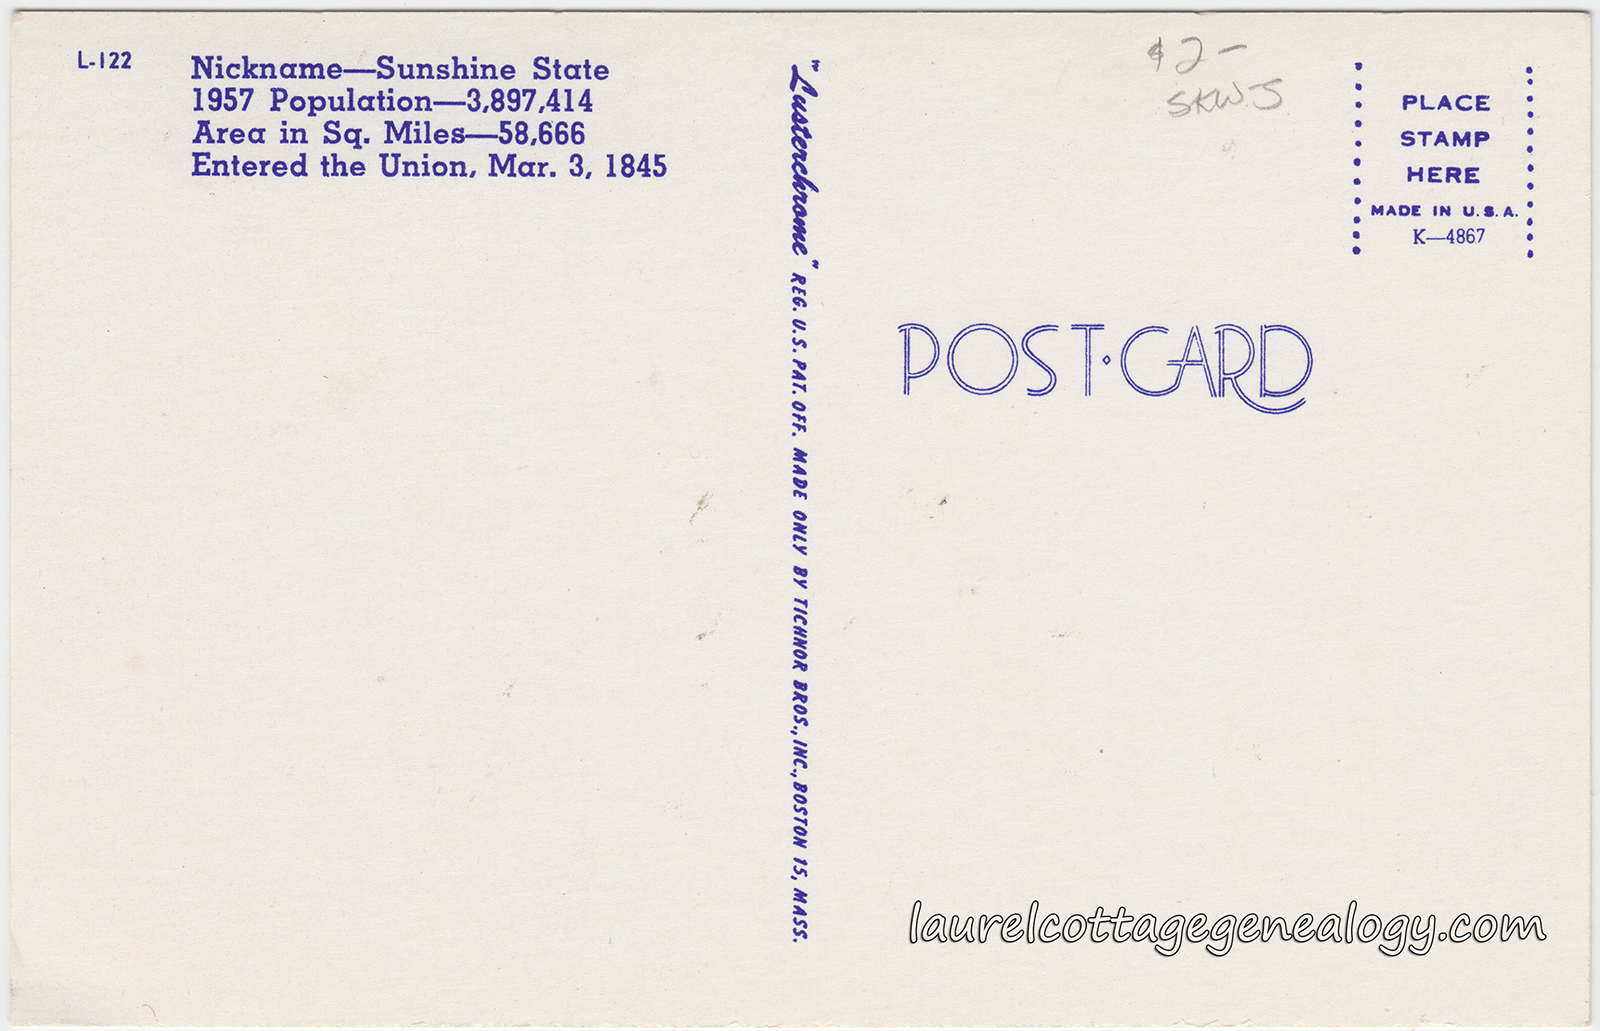 L-122
Nickname—Sunshine State
1957 Population—3,897,414
Area in Sq. Miles—58,666
Entered the Union, Mar. 3, 1845
"Lusterchrome" REG. U.S. PAT. OFF. MADE ONLY BY TICHNOR BROS., INC., BOSTON 15, MASS.
$2-
SKWJ
PLACE
STAMP
HERE
MADE IN U.S.A.
K—4867
POST·CARD
laurelcottagegenealogy.com